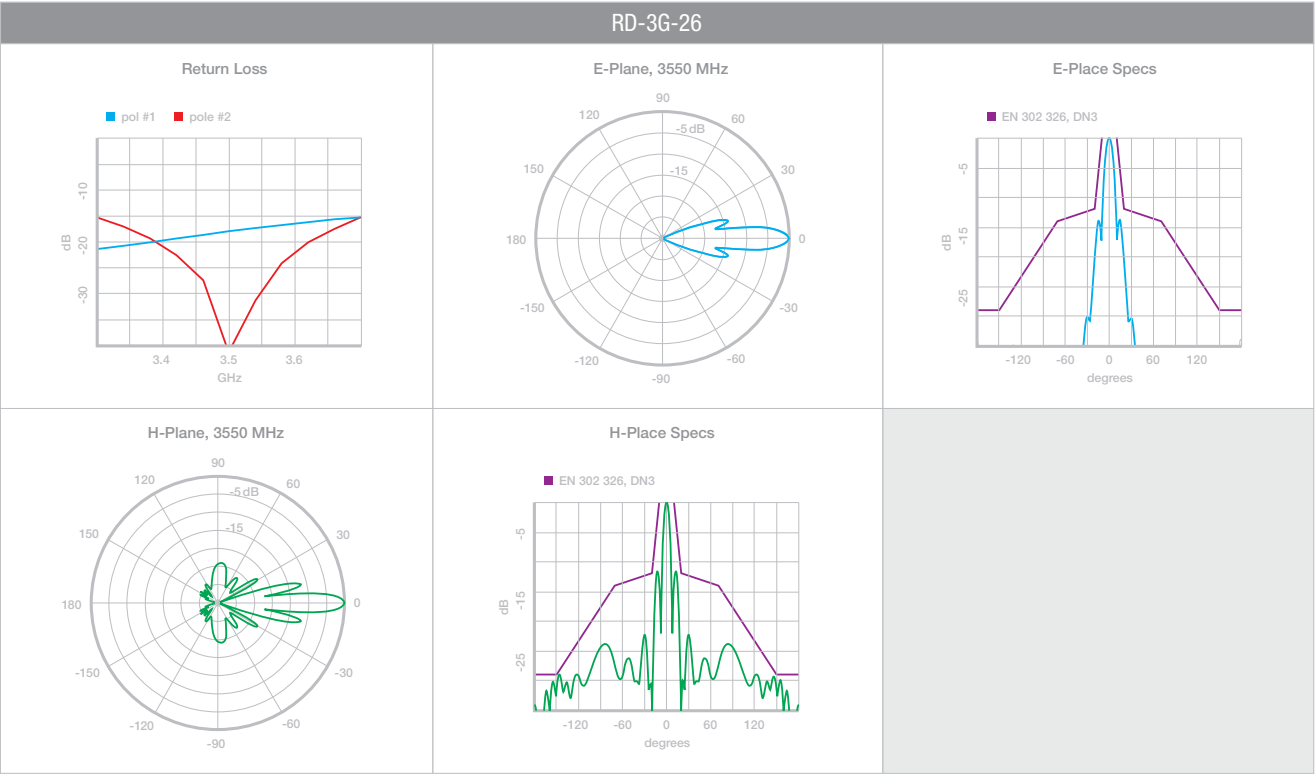 RD-3G-26
Return Loss
pol #1 pole #2
-10
-20
-30
dB
3.4 3.5 3.6
GHz
E-Plane, 3550 MHz
90
120 60
-5 dB
150 30
-15
180 0
-150 -30
-120 -60
-90
E-Place Specs
EN 302 326, DN3
-5
-15
-25
dB
-120 -60 0 60 120
degrees
H-Plane, 3550 MHz
90
120 60
-5 dB
150 30
-15
180 0
-150 -30
-120 -60
-90
H-Place Specs
EN 302 326, DN3
-5
-15
-25
dB
-120 -60 0 60 120
degrees